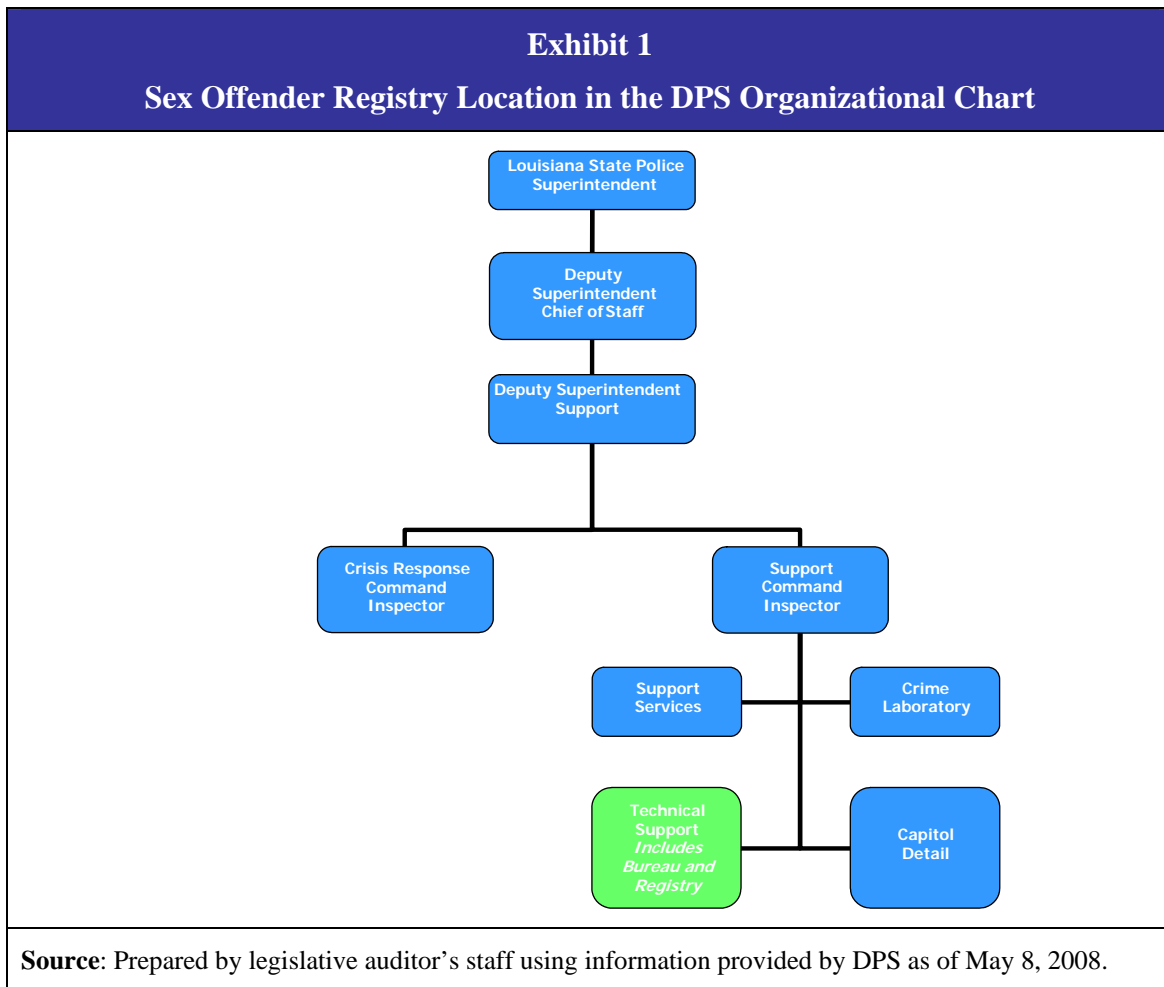 Exhibit 1
Sex Offender Registry Location in the DPS Organizational Chart
Louisiana State Police
Superintendent
Deputy
Superintendent
Chief of Staff
Deputy Superintendent
Support
Crisis Response
Command
Inspector
Support
Command
Inspector
Support
Services
Crime
Laboratory
Technical
Support
Includes
Bureau and
Registry
Capitol
Detail
Source: Prepared by legislative auditor’s staff using information provided by DPS as of May 8, 2008.